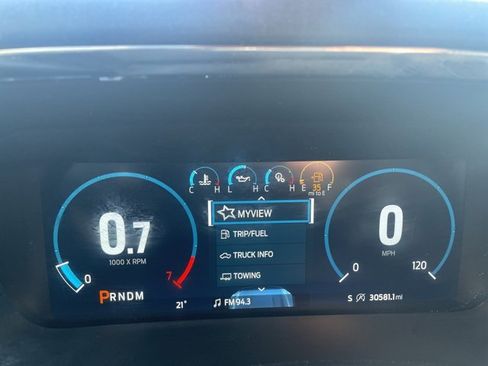 C H L H C H E 35 F
mi to E
MYVIEW
TRIP/FUEL
TRUCK INFO
TOWING
0.7
1000 X RPM
0 7
PRNDM
21°
FM 94.3
0
MPH
0 120
S 30581.1 mi